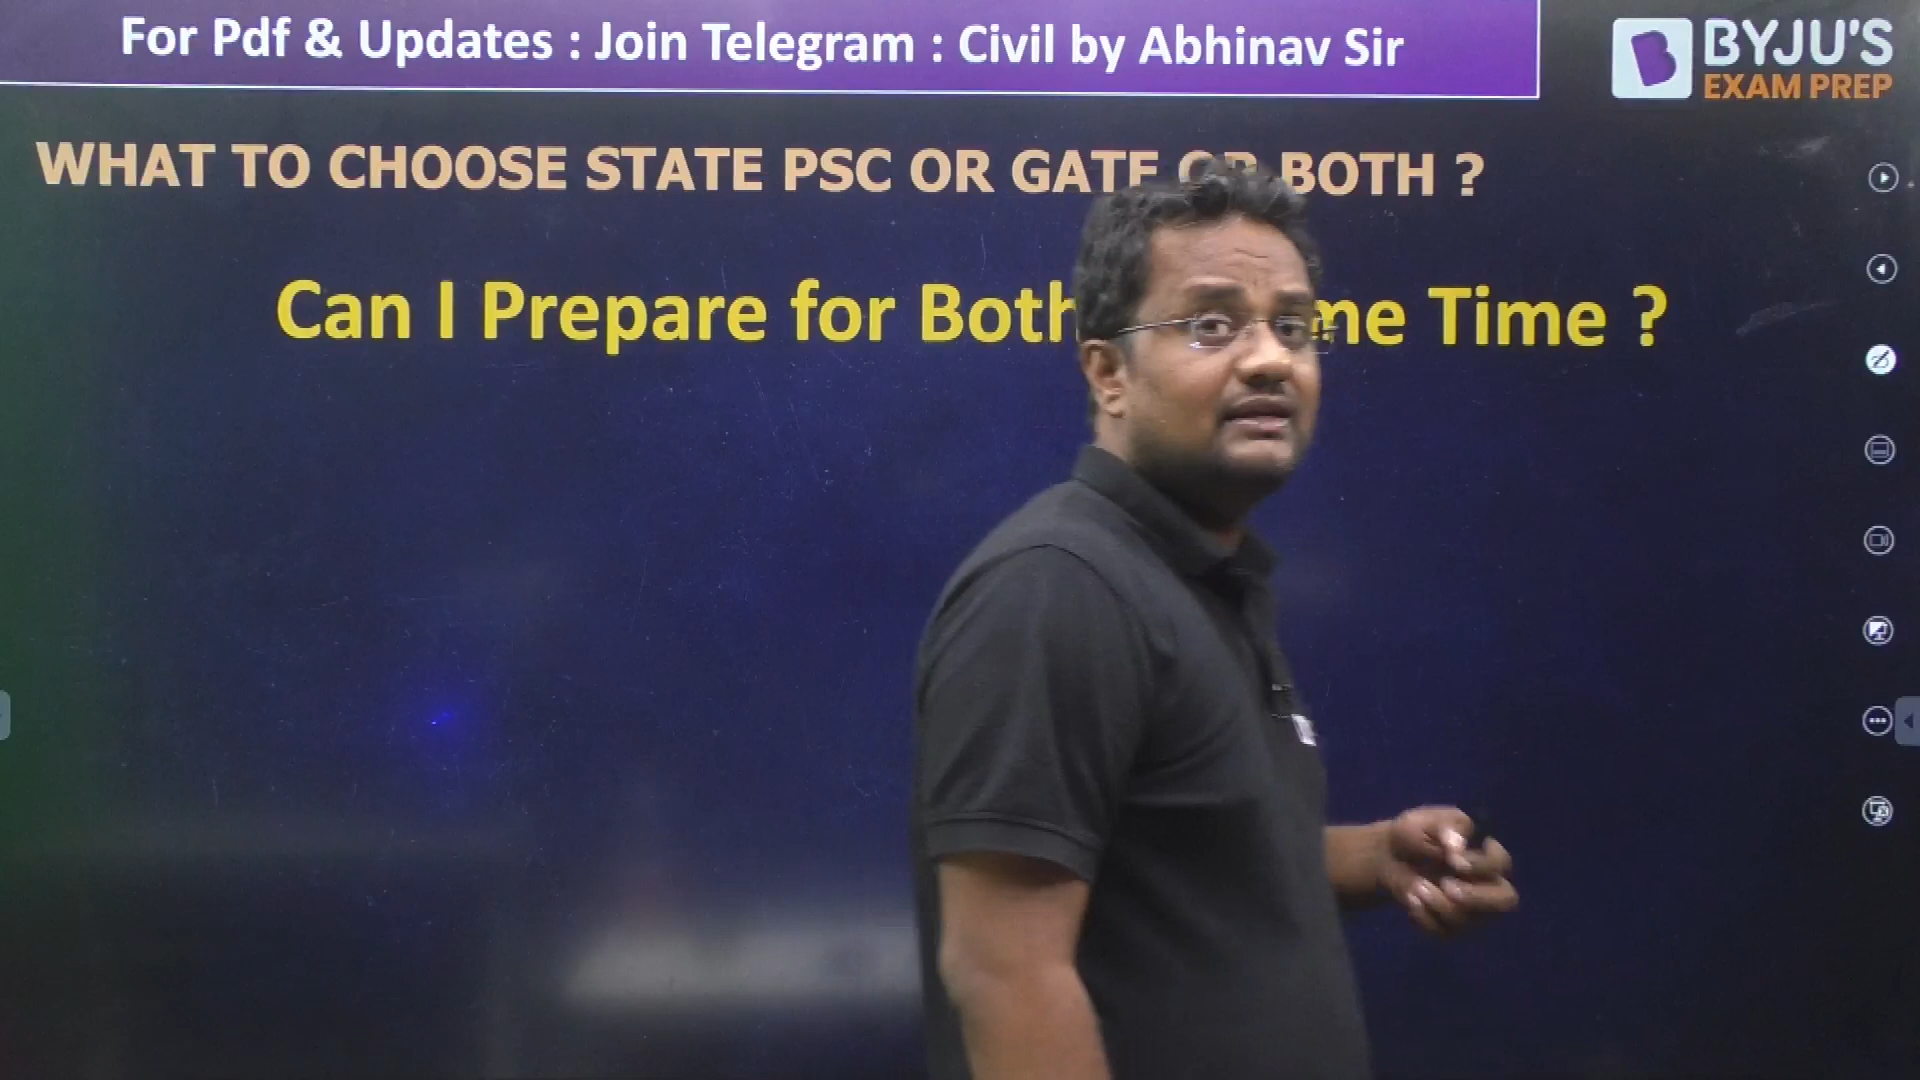 For Pdf & Updates : Join Telegram : Civil by Abhinav Sir
BYJU'S
EXAM PREP
WHAT TO CHOOSE STATE PSC OR GATE OR BOTH ?
Can I Prepare for Both Time ?